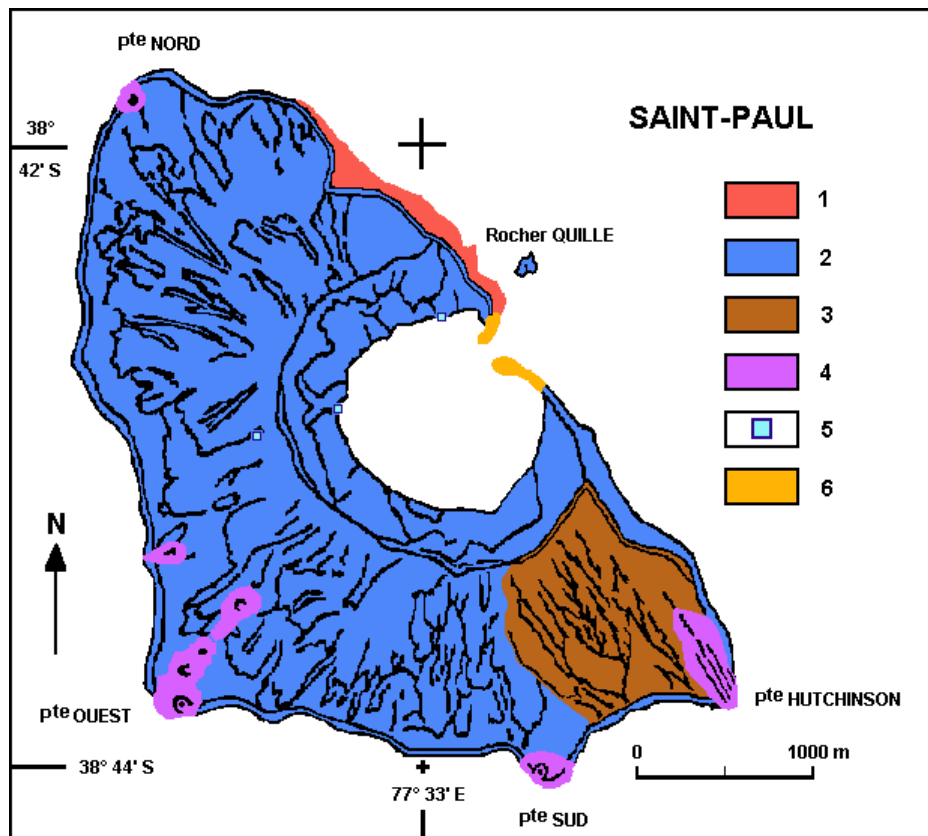 pte NORD
38°
42' S
SAINT-PAUL
1
Rocher QUILLE
2
3
4
5
6
N
pte OUEST
pte HUTCHINSON
38° 44' S
0 1000 m
77° 33' E
pte SUD